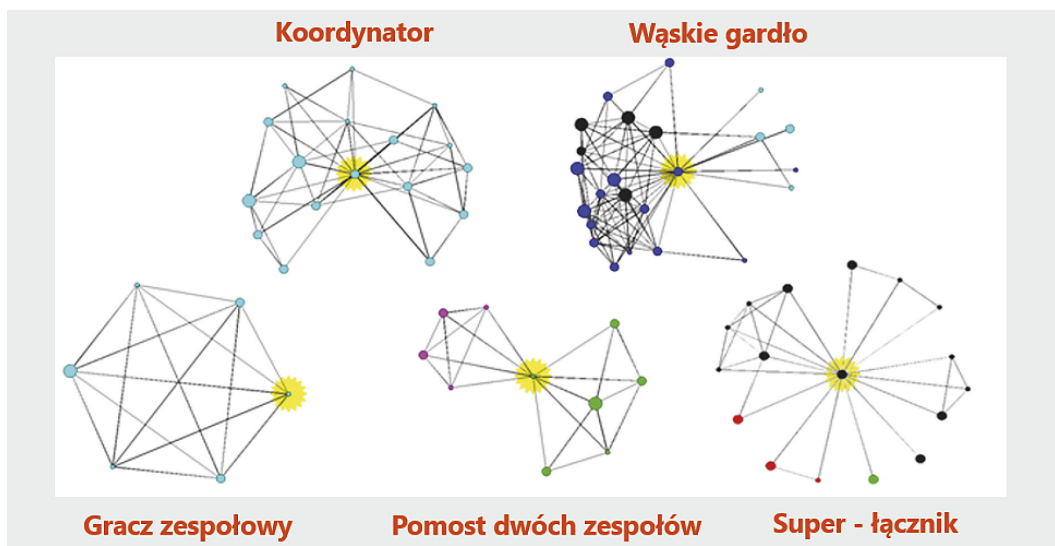 Koordynator
Wąskie gardło
Gracz zespołowy
Pomost dwóch zespołów
Super - łącznik